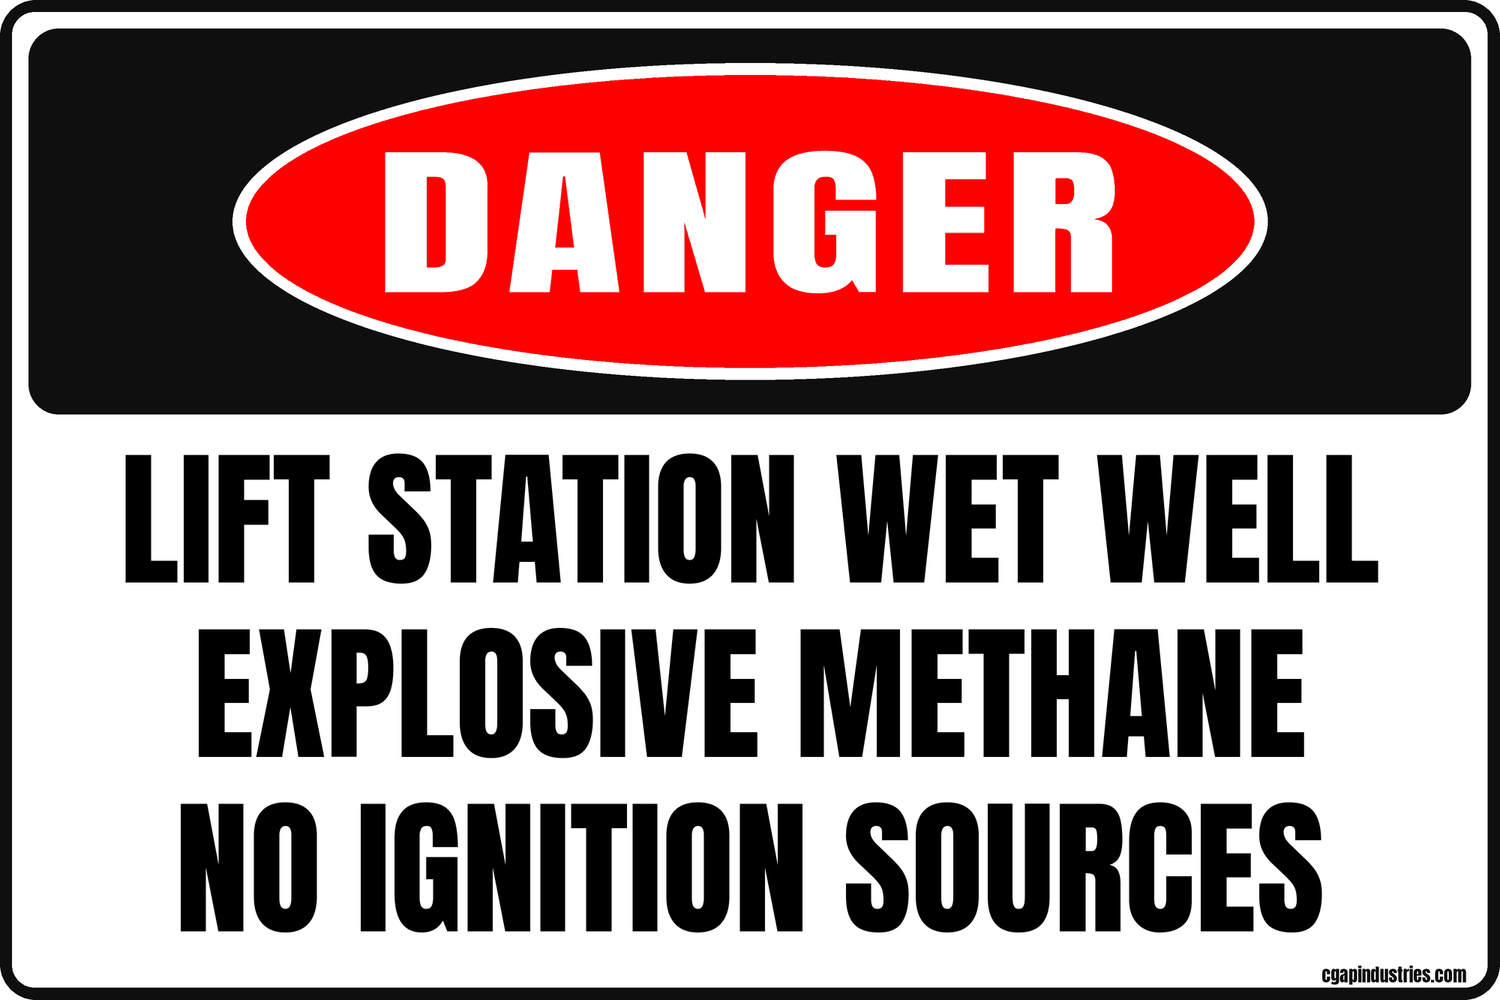 DANGER
LIFT STATION WET WELL
EXPLOSIVE METHANE
NO IGNITION SOURCES
cgapindustries.com